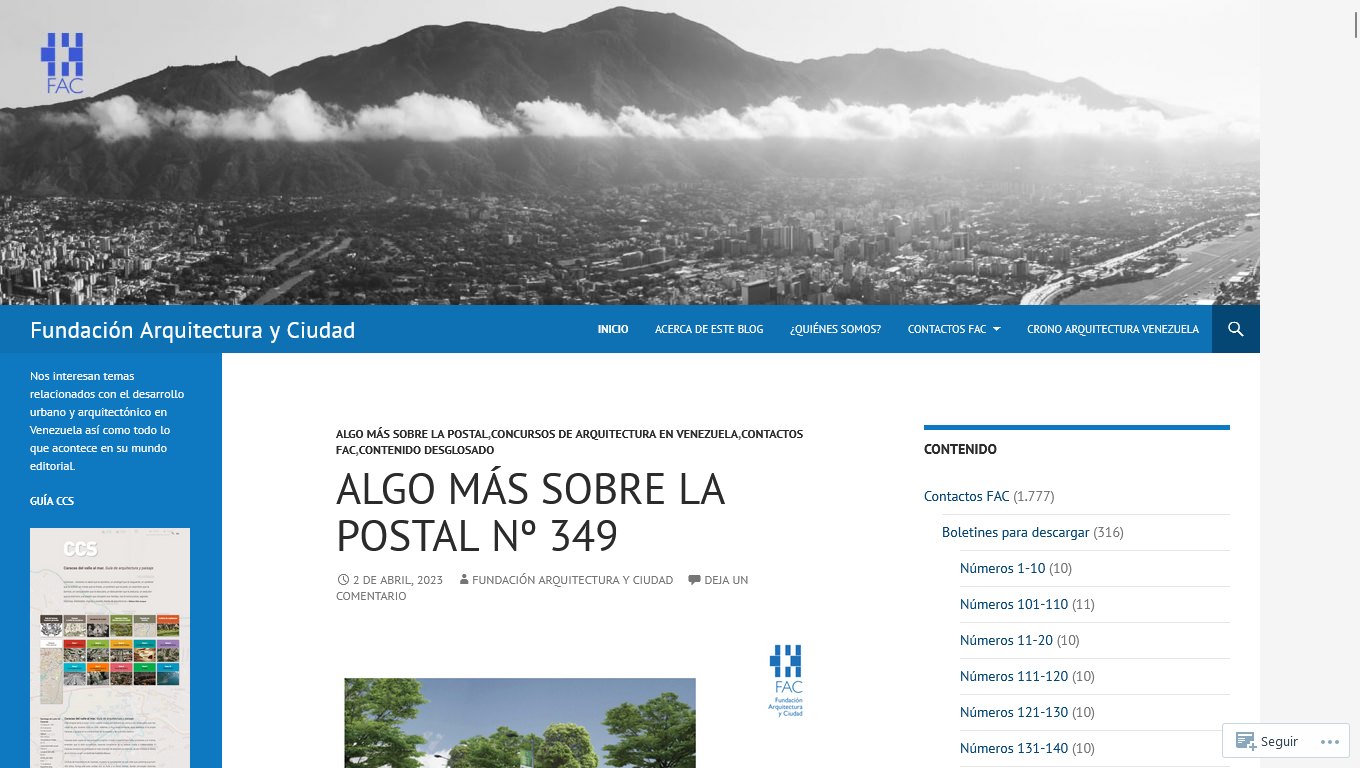 FAC
Fundación Arquitectura y Ciudad
INICIO
ACERCA DE ESTE BLOG
¿QUIÉNES SOMOS?
CONTACTOS FAC
CRONO ARQUITECTURA VENEZUELA
Nos interesan temas
relacionados con el desarrollo
urbano y arquitectónico en
Venezuela así como todo lo
que acontece en su mundo
editorial.
GUÍA CCS
CCS
ALGO MÁS SOBRE LA POSTAL,CONCURSOS DE ARQUITECTURA EN VENEZUELA,CONTACTOS
FAC,CONTENIDO DESGLOSADO
ALGO MÁS SOBRE LA
POSTAL Nº 349
2 DE ABRIL, 2023 FUNDACIÓN ARQUITECTURA Y CIUDAD DEJA UN
COMENTARIO
FAC
Fundación
Arquitectura
y Ciudad
CONTENIDO
Contactos FAC (1.777)
Boletines para descargar (316)
Números 1-10 (10)
Números 101-110 (11)
Números 11-20 (10)
Números 111-120 (10)
Números 121-130 (10)
Números 131-140 (10)
Seguir